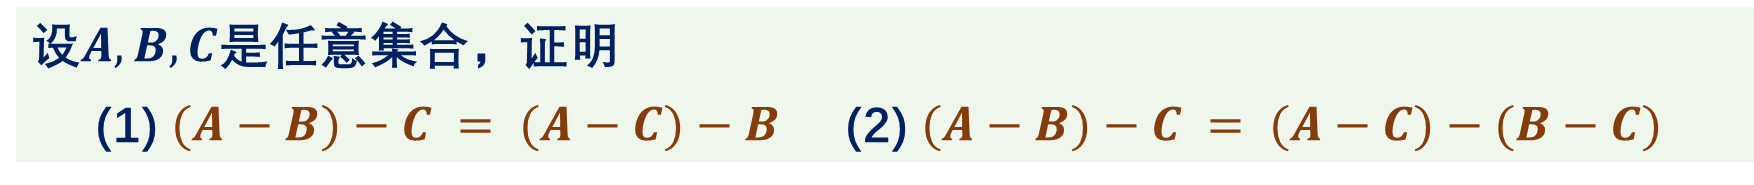 设A, B, C是任意集合，证明
(1) (A − B) − C = (A − C) − B (2) (A − B) − C = (A − C) − (B − C)